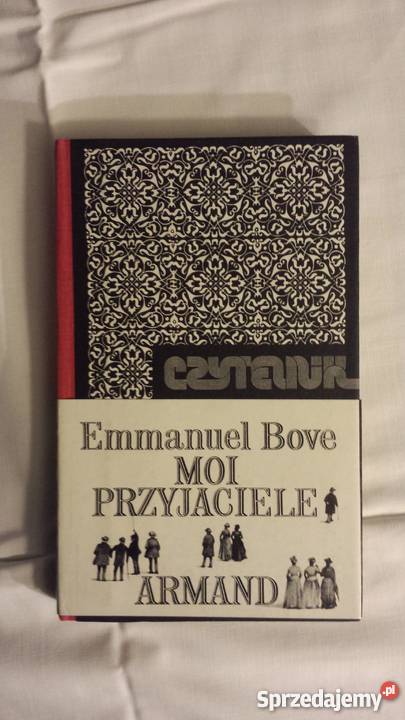 CZYTELNIK
Emmanuel Bove
MOI
PRZYJACIELE
ARMAND
Sprzedajemy.pl